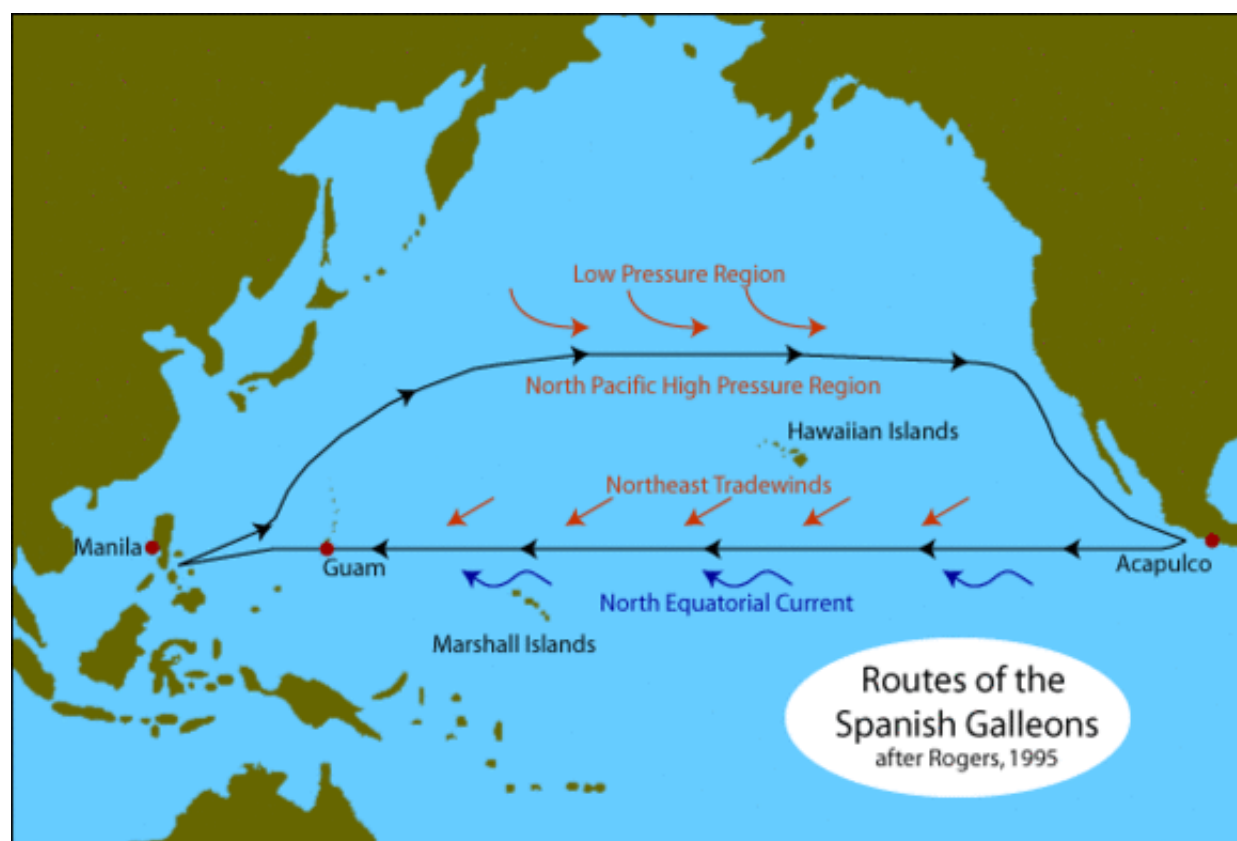 Low Pressure Region
North Pacific High Pressure Region
Hawaiian Islands
Northeast Tradewinds
Manila
Guam
Acapulco
North Equatorial Current
Marshall Islands
Routes of the
Spanish Galleons
after Rogers, 1995